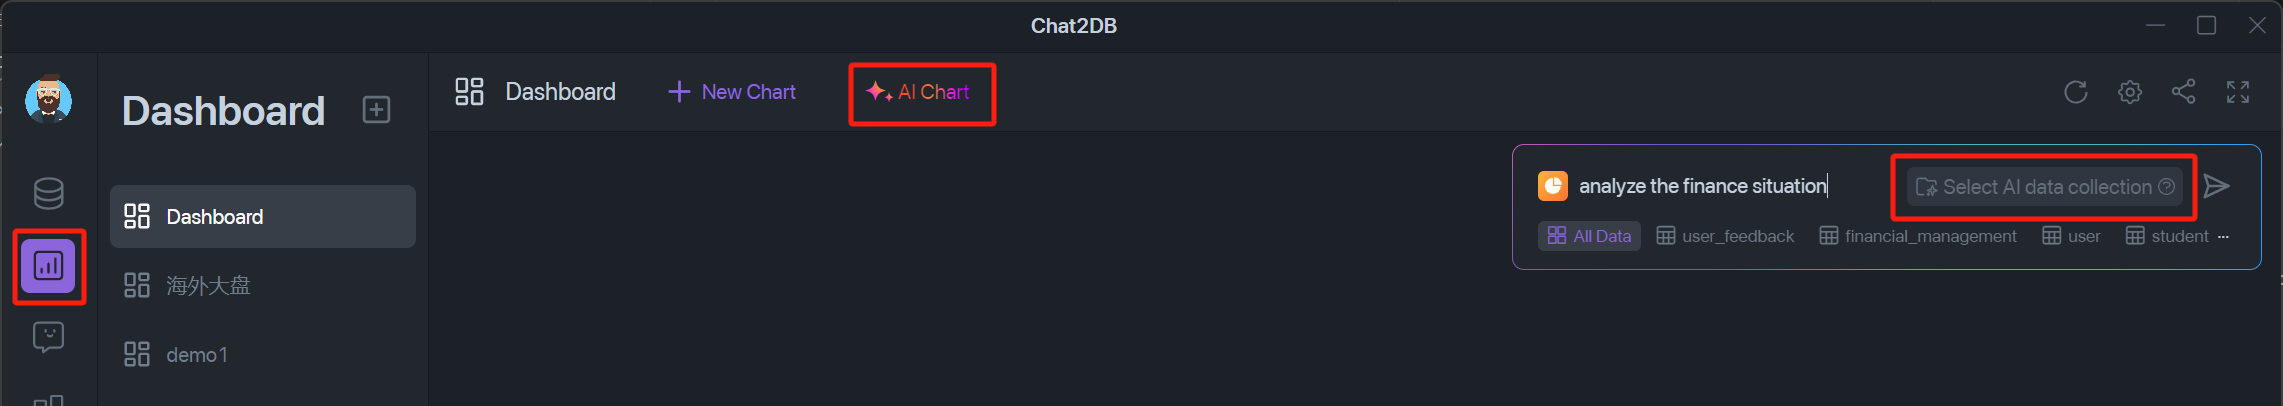 Chat2DB
Dashboard
Dashboard
New Chart
AI Chart
analyze the finance situation
Select AI data collection
All Data
user_feedback
financial_management
user
student ...
Dashboard
海外大盘
demo1